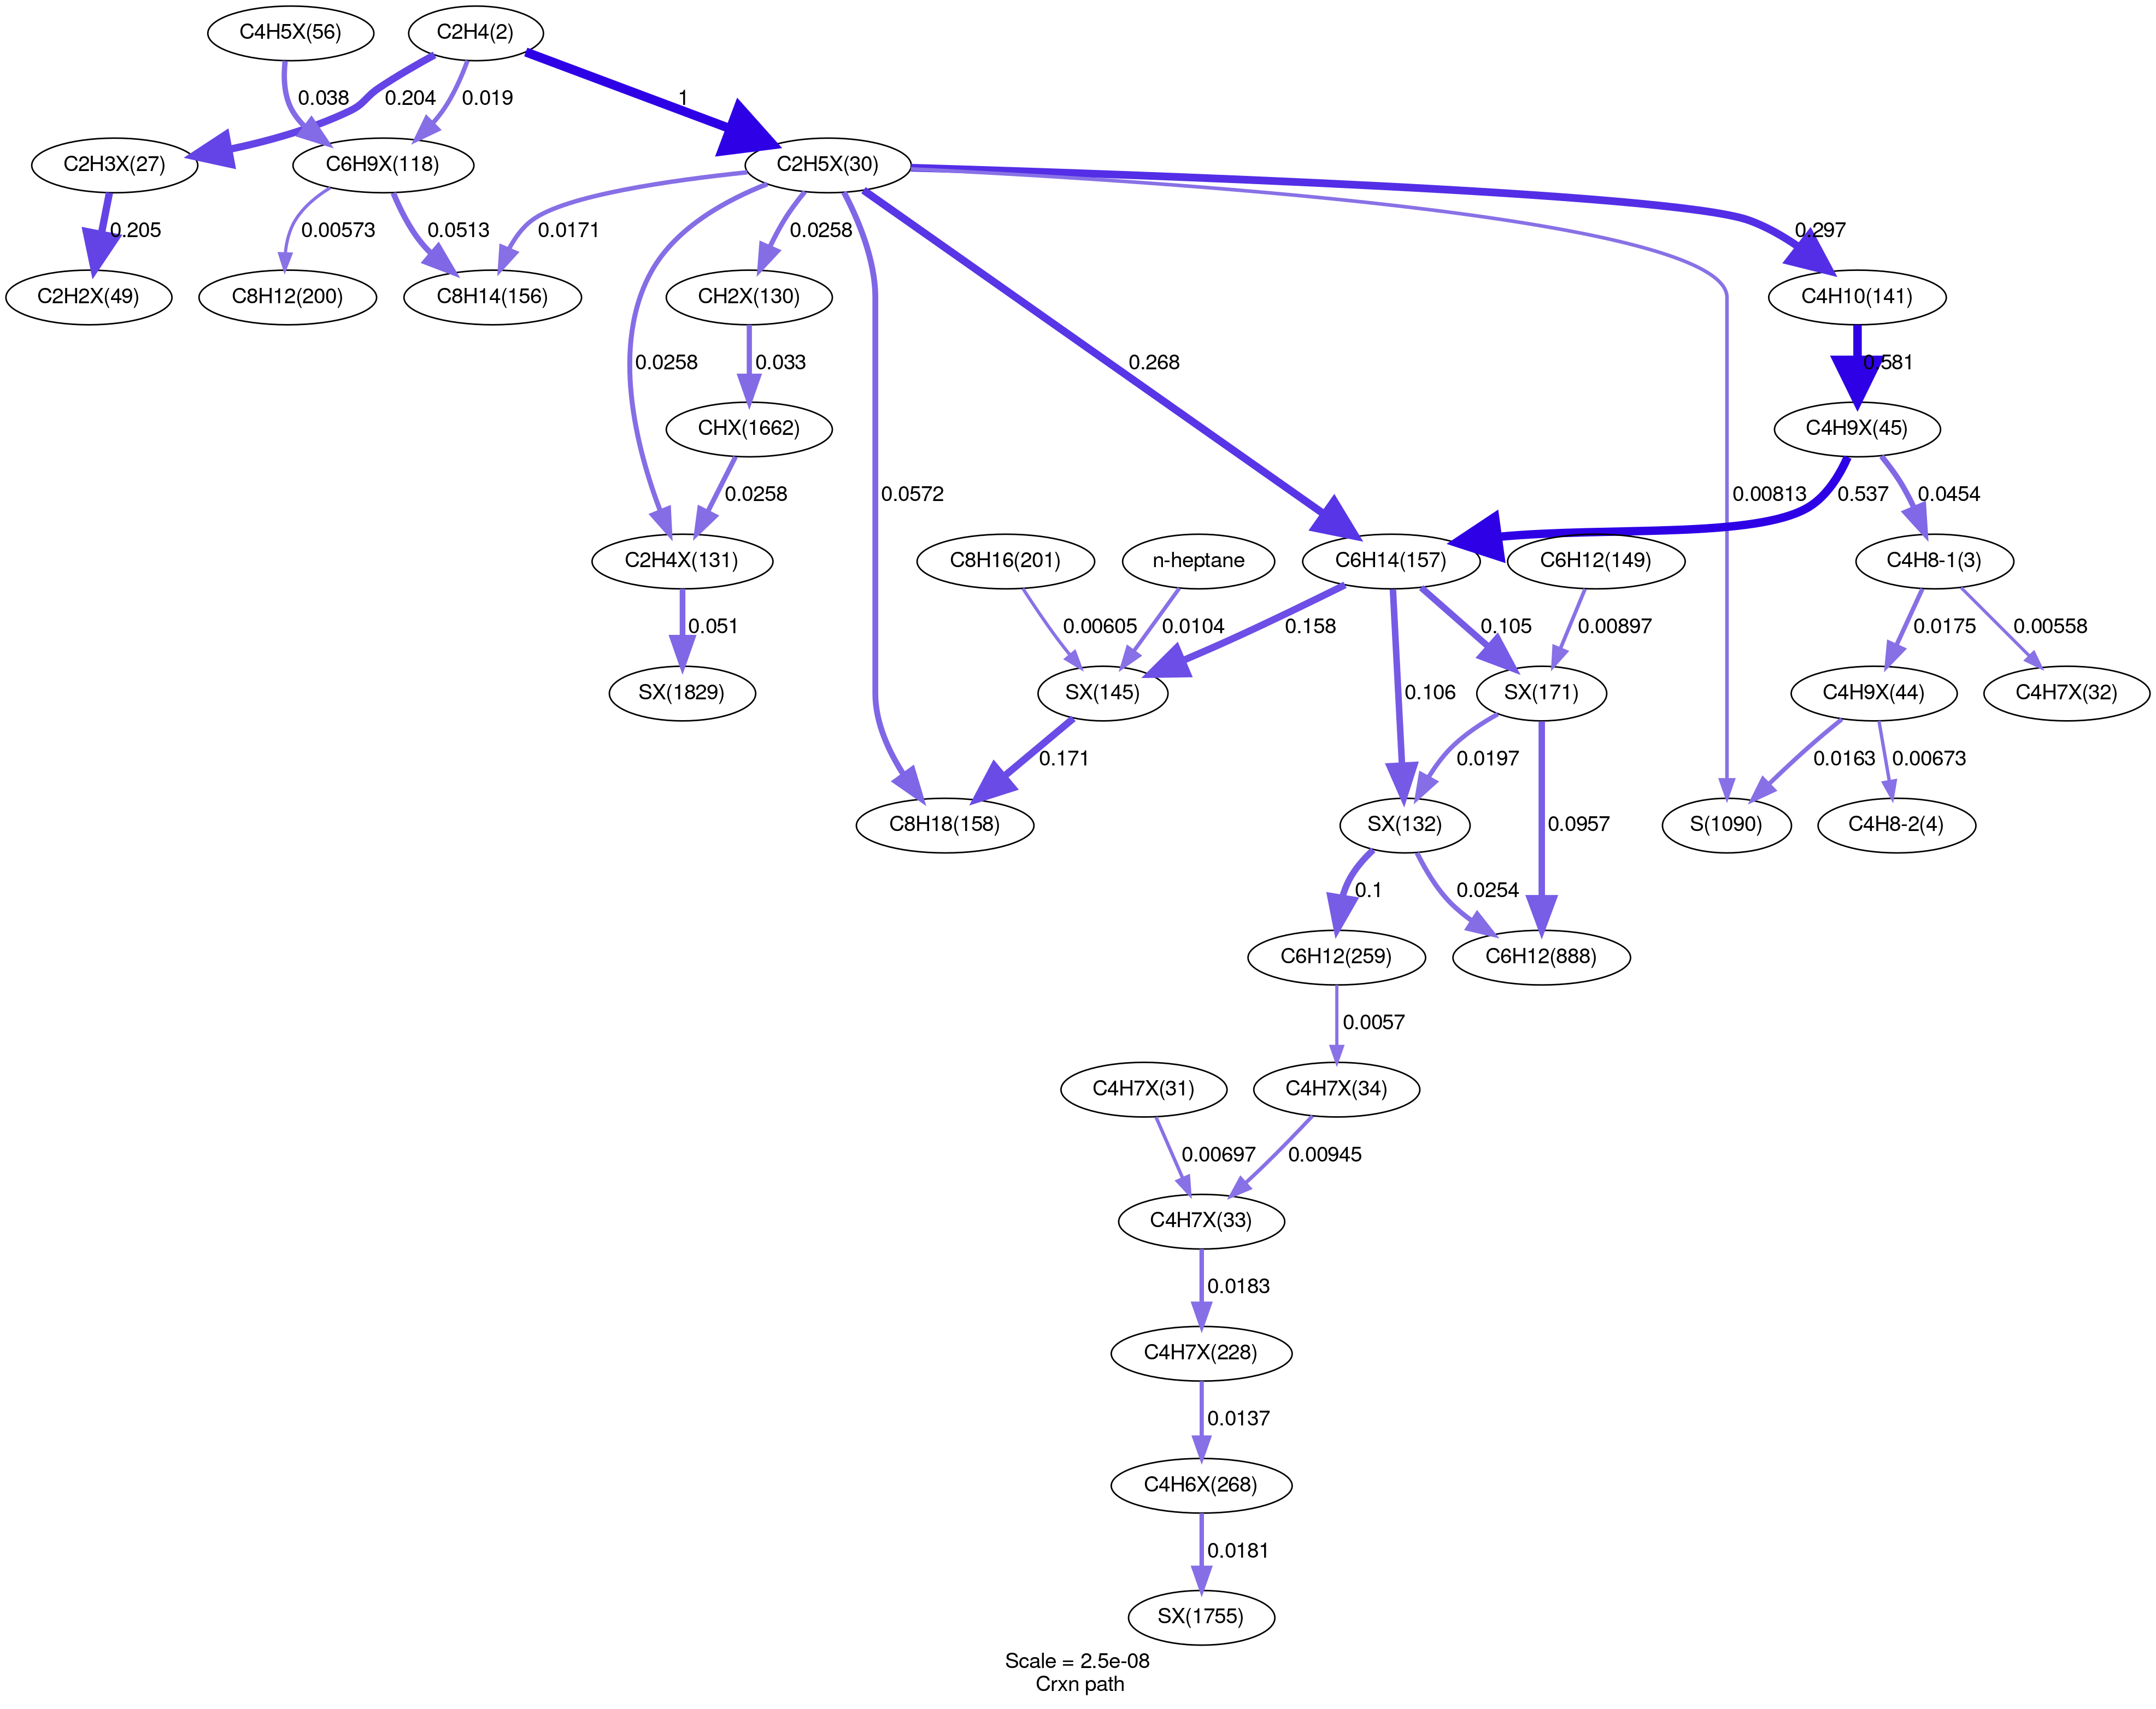 C4H5X(56)
C2H4(2)
0.038
0.204
0.019
1
C2H3X(27)
C6H9X(118)
C2H5X(30)
0.205
0.00573
0.0513
0.0171
0.0258
0.297
C2H2X(49)
C8H12(200)
C8H14(156)
CH2X(130)
C4H10(141)
0.0258
0.033
0.268
0.581
CHX(1662)
C4H9X(45)
0.0258
0.0572
0.00813
0.537
0.0454
C2H4X(131)
C8H16(201)
n-heptane
C6H14(157)
C6H12(149)
C4H8-1(3)
0.051
0.00605
0.0104
0.158
0.105
0.00897
0.0175
0.00558
SX(1829)
SX(145)
0.106
SX(171)
C4H9X(44)
C4H7X(32)
0.171
0.0197
0.0163
0.00673
C8H18(158)
SX(132)
0.0957
S(1090)
C4H8-2(4)
0.1
0.0254
C6H12(259)
C6H12(888)
0.0057
C4H7X(31)
C4H7X(34)
0.00697
0.00945
C4H7X(33)
0.0183
C4H7X(228)
0.0137
C4H6X(268)
0.0181
SX(1755)
Scale = 2.5e-08
Crxn path